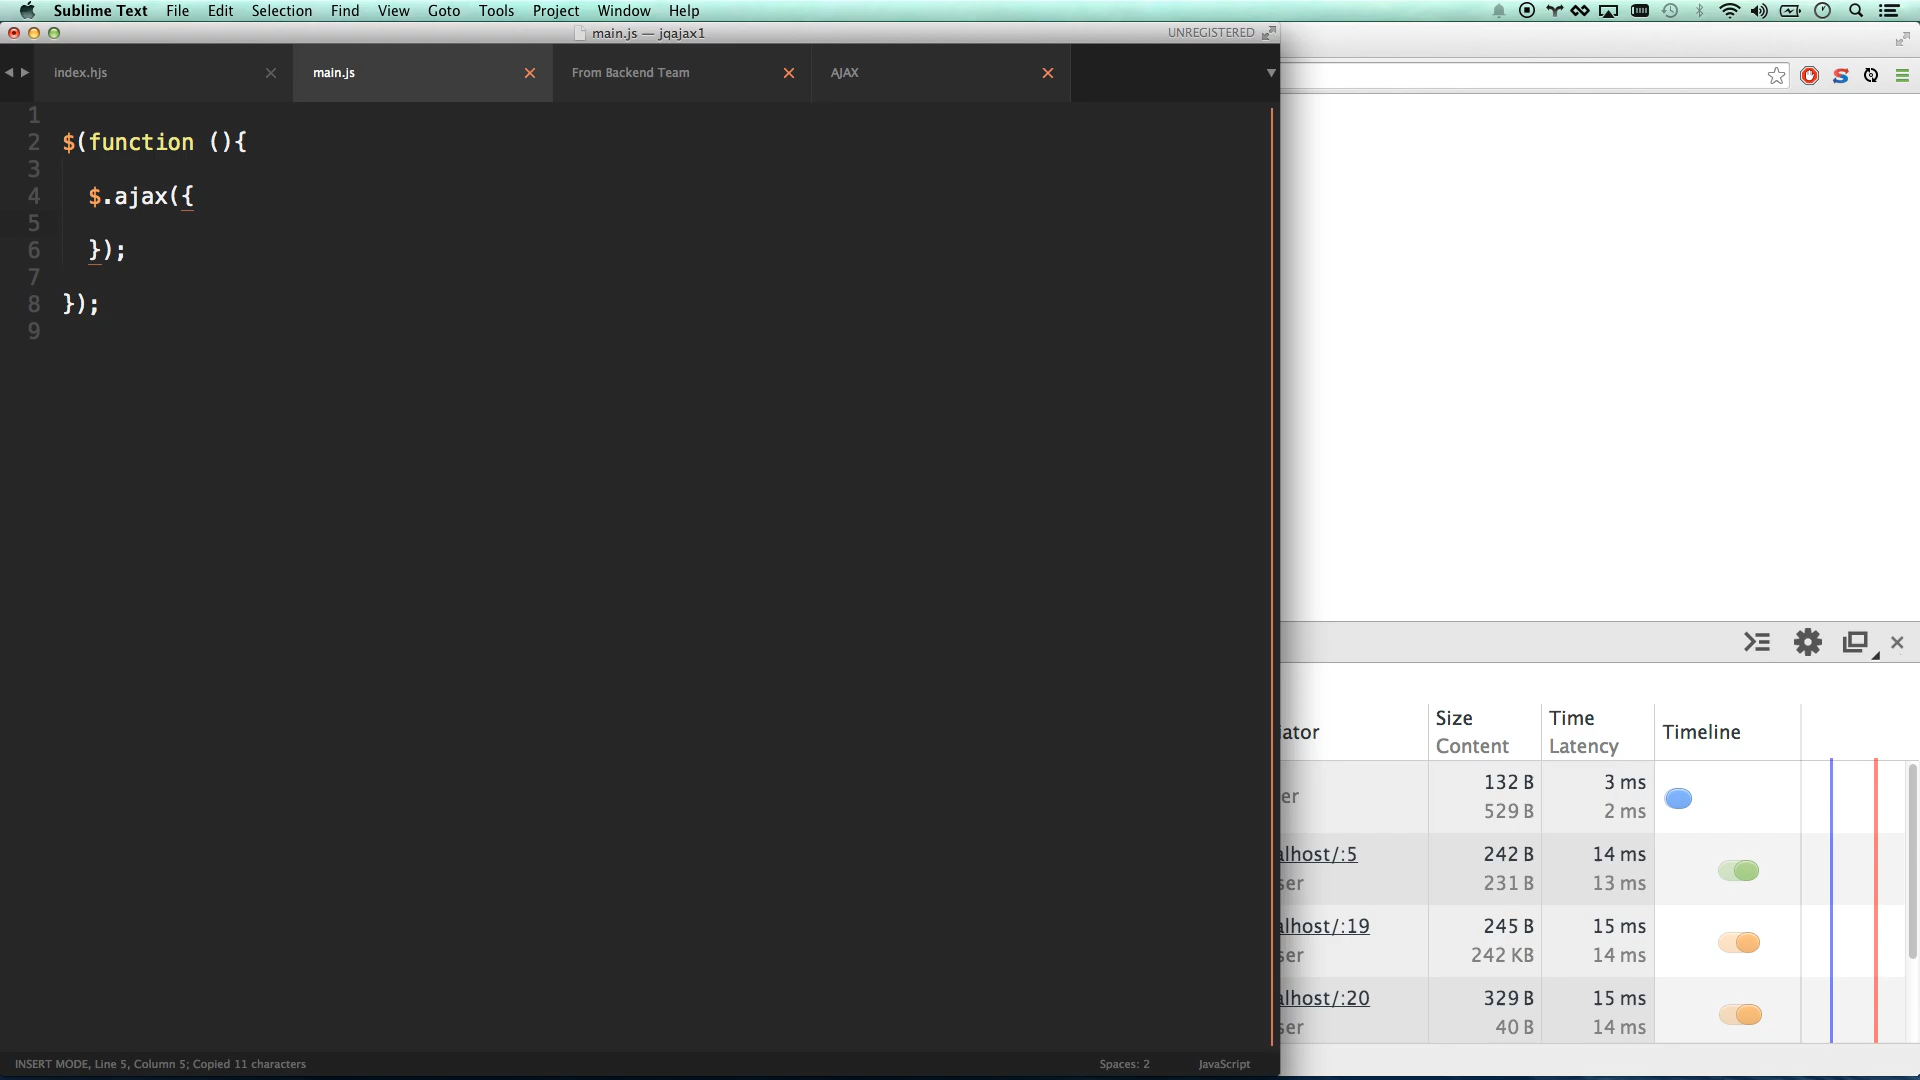 Sublime Text File Edit Selection Find View Goto Tools Project Window Help
main.js — jqajax1
UNREGISTERED
index.hjs
main.js
From Backend Team
AJAX
1
2 $(function (){
3
4 $.ajax({
5
6 });
7
8 });
9
INSERT MODE, Line 5, Column 5; Copied 11 characters
Spaces: 2
JavaScript
ator
Size
Content
Time
Latency
Timeline
er
132 B
529 B
3 ms
2 ms
alhost/:5
ser
242 B
231 B
14 ms
13 ms
alhost/:19
ser
245 B
242 KB
15 ms
14 ms
alhost/:20
ser
329 B
40 B
15 ms
14 ms